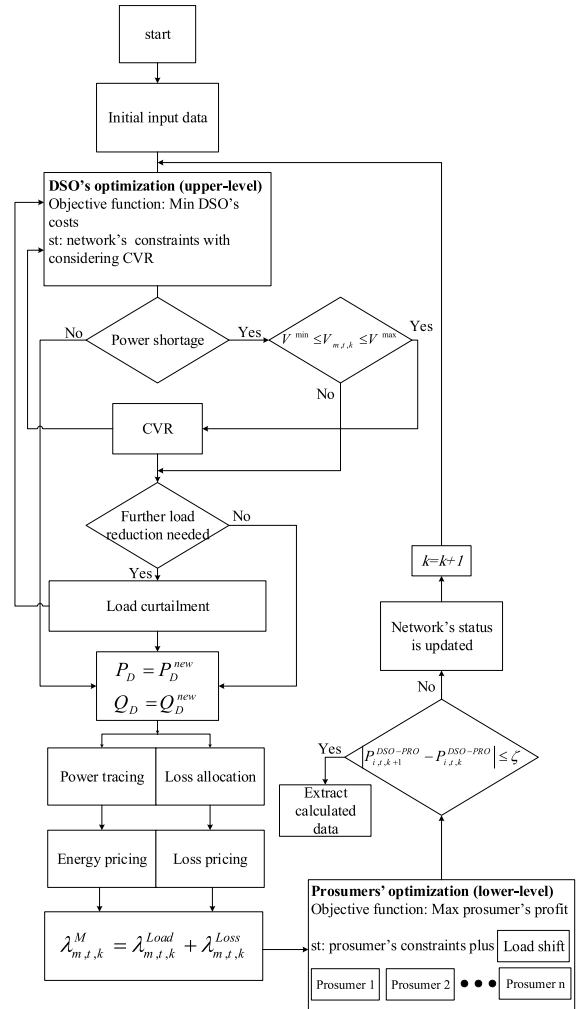 start
Initial input data
DSO's optimization (upper-level)
Objective function: Min DSO's
costs
st: network's constraints with
considering CVR
No
Power shortage
Yes
V^min ≤V_m,t,k ≤V^max
Yes
No
CVR
Further load
reduction needed
No
Yes
Load curtailment
P_D = P_D^new
Q_D = Q_D^new
Power tracing
Loss allocation
Energy pricing
Loss pricing
λ^M_m,t,k = λ^Load_m,t,k + λ^Loss_m,t,k
k=k+1
Network's status
is updated
No
Yes
|P^DSO−PRO_i,t,k+1 − P^DSO−PRO_i,t,k| ≤ ζ
Extract
calculated
data
Prosumers' optimization (lower-level)
Objective function: Max prosumer's profit
st: prosumer's constraints plus
Load shift
Prosumer 1
Prosumer 2
●●●
Prosumer n